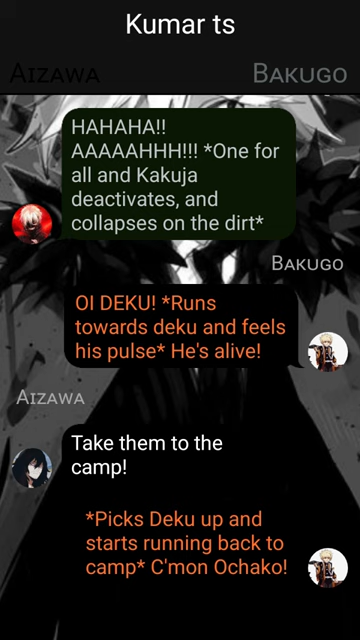 Kumar ts
AIZAWA
BAKUGO
HAHAHA!!
AAAAAHHH!!! *One for
all and Kakuja
deactivates, and
collapses on the dirt*
BAKUGO
OI DEKU! *Runs
towards deku and feels
his pulse* He's alive!
AIZAWA
Take them to the
camp!
*Picks Deku up and
starts running back to
camp* C'mon Ochako!